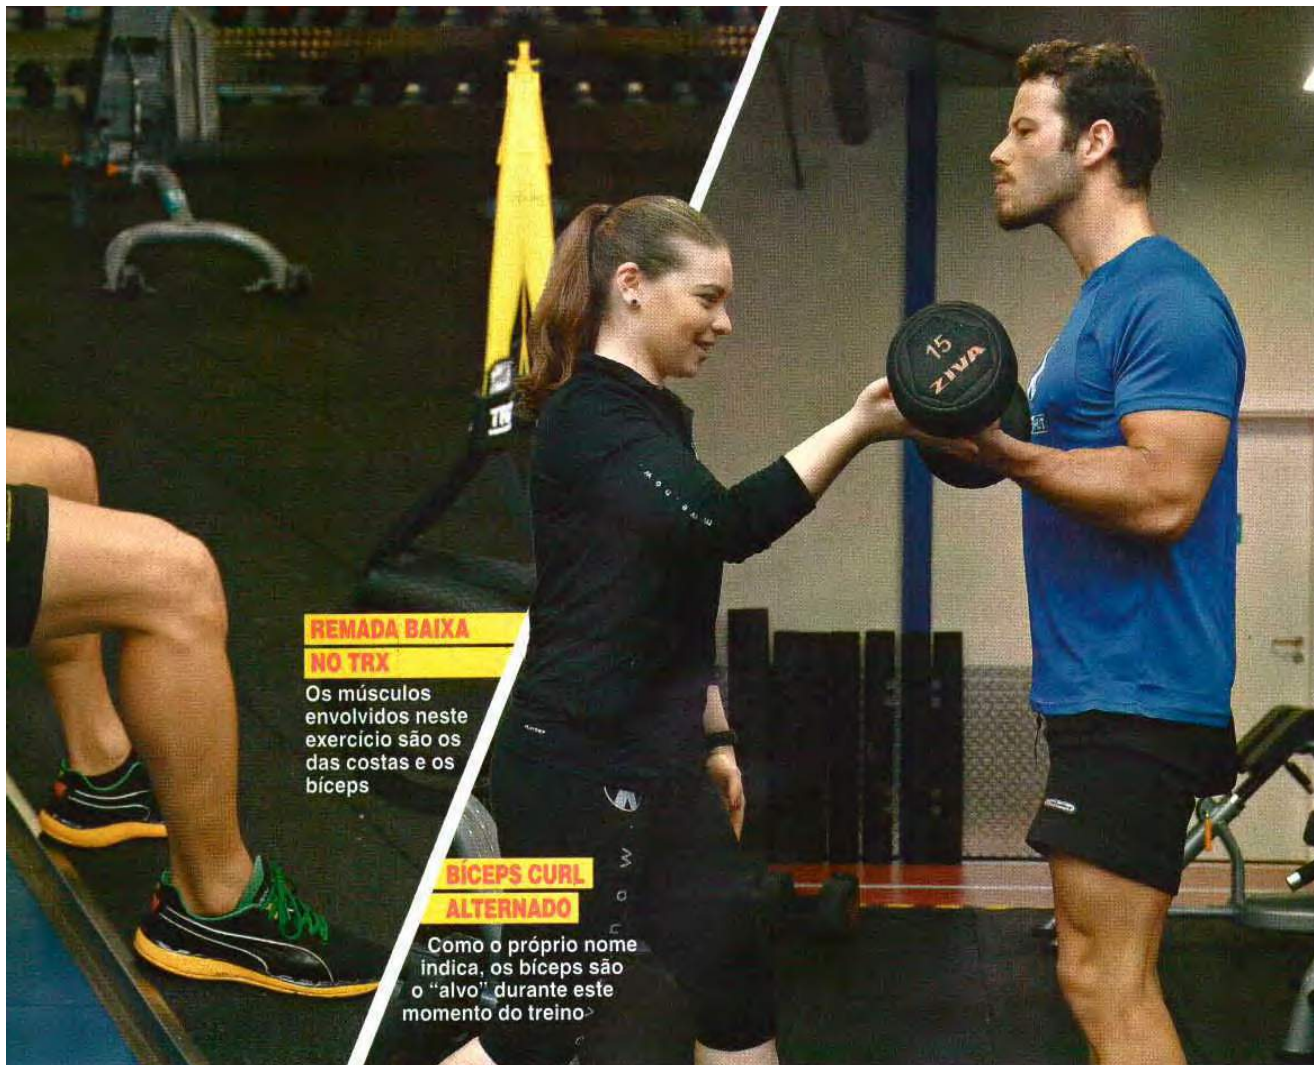 TRX
REMADA BAIXA
NO TRX
Os músculos
envolvidos neste
exercício são os
das costas e os
bíceps
15
ZIVA
BÍCEPS CURL
ALTERNADO
Como o próprio nome
indica, os bíceps são
o “alvo” durante este
momento do treino